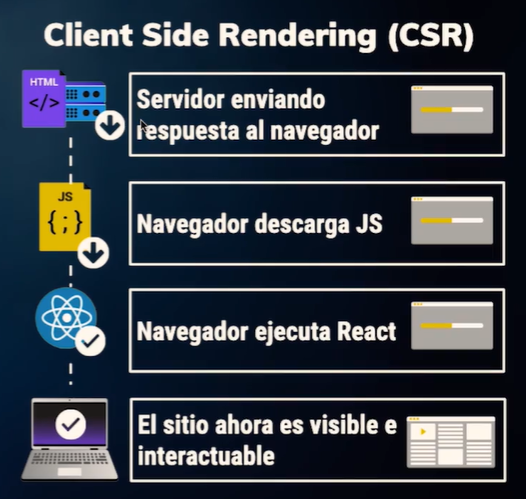 Client Side Rendering (CSR)
HTML
</>
Servidor enviando
respuesta al navegador
JS
{;}
Navegador descarga JS
Navegador ejecuta React
El sitio ahora es visible e
interactuable